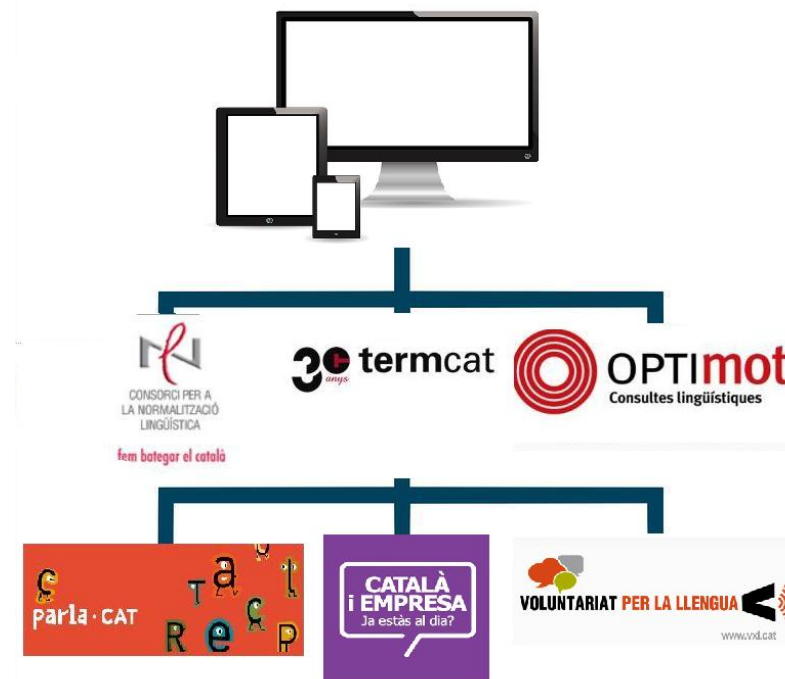 CONSORCI PER A
LA NORMALITZACIÓ
LINGÜÍSTICA
fem bategar el català
30 termcat
anys
OPTIMOT
Consultes lingüístiques
parla·CAT
CATALÀ
i EMPRESA
Ja estàs al dia?
VOLUNTARIAT PER LA LLENGUA
www.vxl.cat